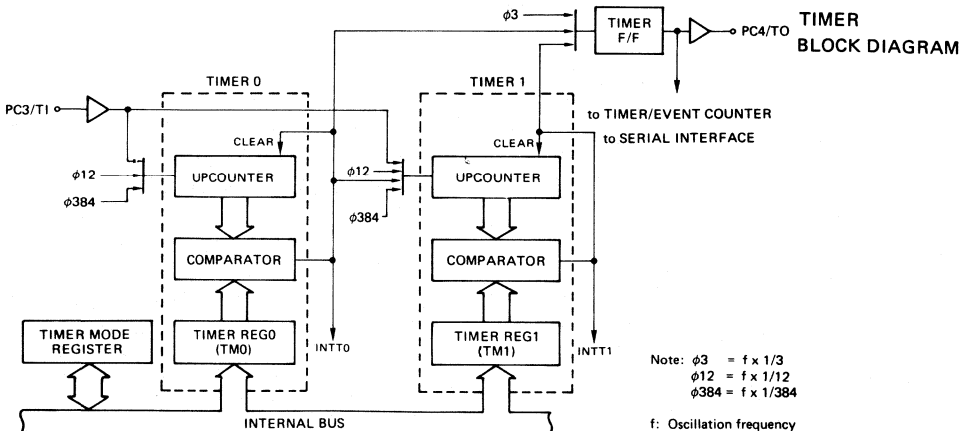 TIMER
BLOCK DIAGRAM
φ3
TIMER
F/F
PC4/TO
to TIMER/EVENT COUNTER
to SERIAL INTERFACE
TIMER 0
TIMER 1
PC3/TI
CLEAR
CLEAR
φ12
φ384
UPCOUNTER
φ12
φ384
UPCOUNTER
COMPARATOR
COMPARATOR
TIMER MODE
REGISTER
TIMER REG0
(TM0)
INTT0
TIMER REG1
(TM1)
INTT1
INTERNAL BUS
Note: φ3 = f x 1/3
φ12 = f x 1/12
φ384 = f x 1/384
f: Oscillation frequency